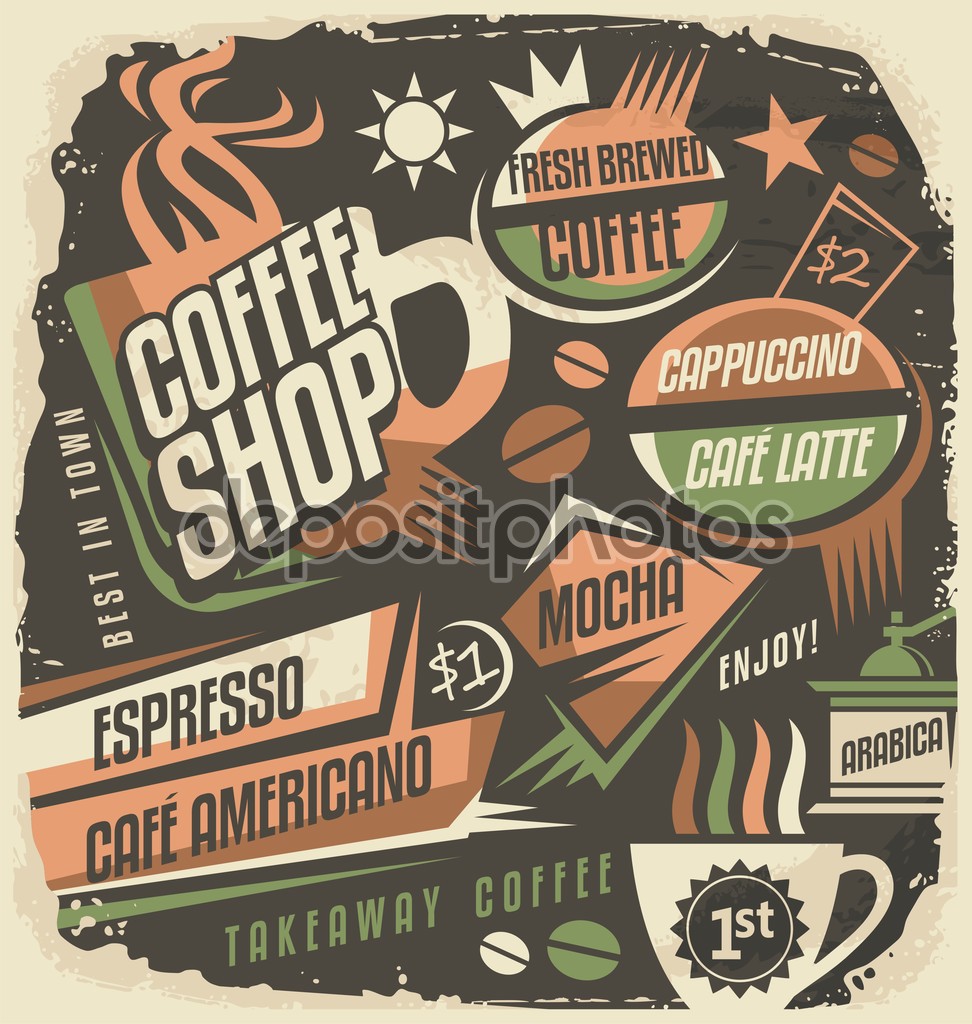 FRESH BREWED
COFFEE
$2
COFFEE
SHOP
CAPPUCCINO
CAFÉ LATTE
BEST IN TOWN
depositphotos
MOCHA
ENJOY!
$1
ESPRESSO
CAFÉ AMERICANO
ARABICA
TAKEAWAY COFFEE
1st